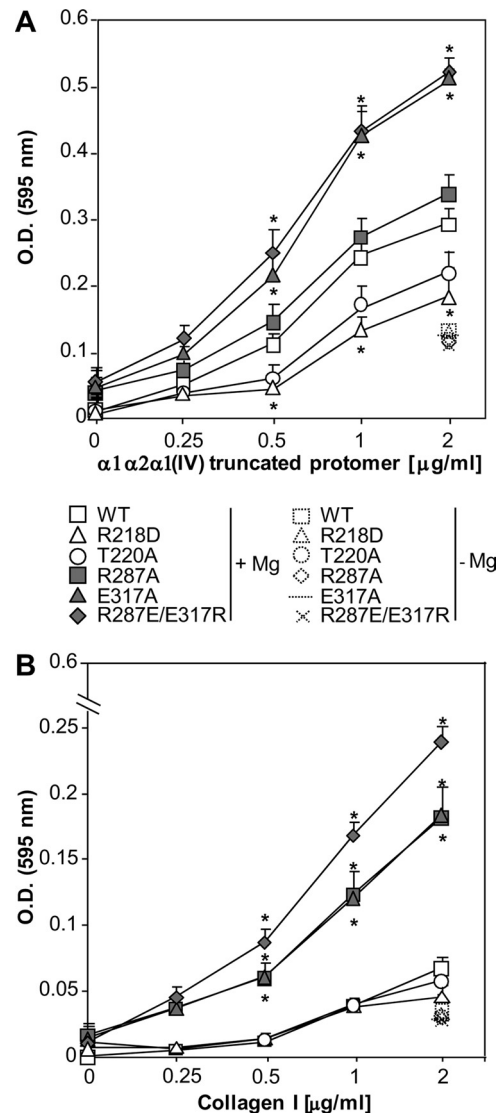 A
0.6
0.5
0.4
0.3
0.2
0.1
0
O.D. (595 nm)
* * * * * * * * *
0 0.25 0.5 1 2
α1α2α1(IV) truncated protomer [μg/ml]
WT
R218D
T220A
R287A
E317A
R287E/E317R
+ Mg
WT
R218D
T220A
R287A
E317A
R287E/E317R
- Mg
B
0.6
0.25
0.2
0.15
0.1
0.05
0
O.D. (595 nm)
* * * * * * * * *
0 0.25 0.5 1 2
Collagen I [μg/ml]